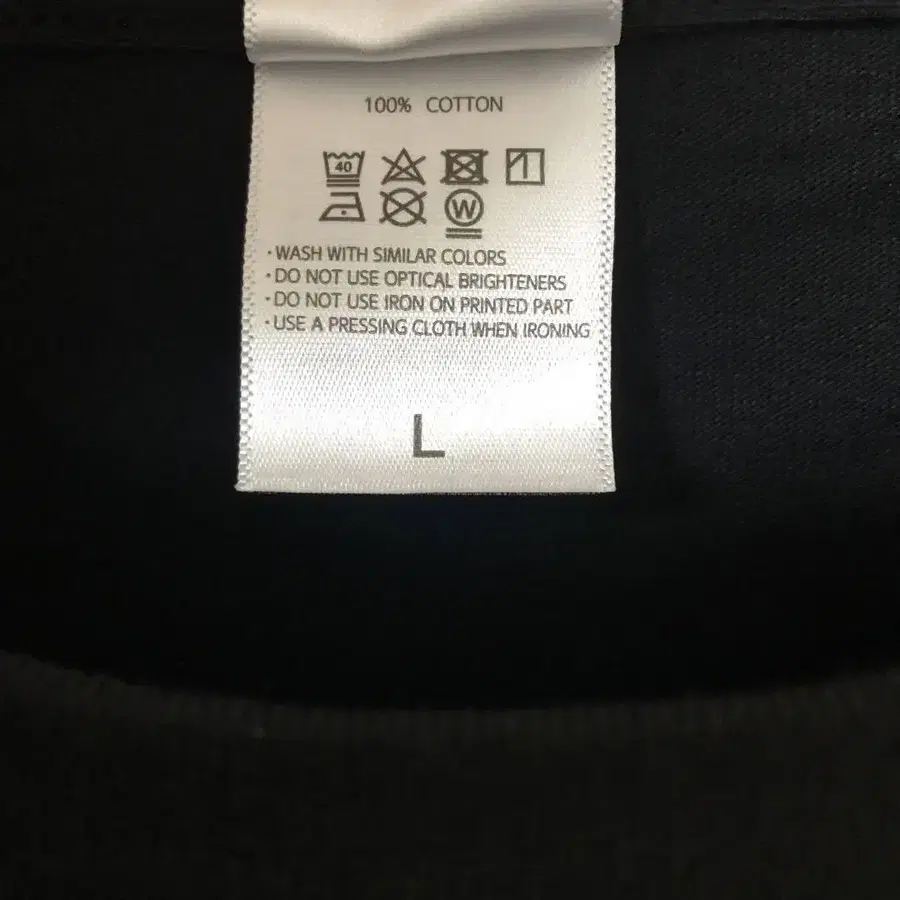 100% COTTON
40
W
·WASH WITH SIMILAR COLORS
·DO NOT USE OPTICAL BRIGHTENERS
·DO NOT USE IRON ON PRINTED PART
·USE A PRESSING CLOTH WHEN IRONING
L